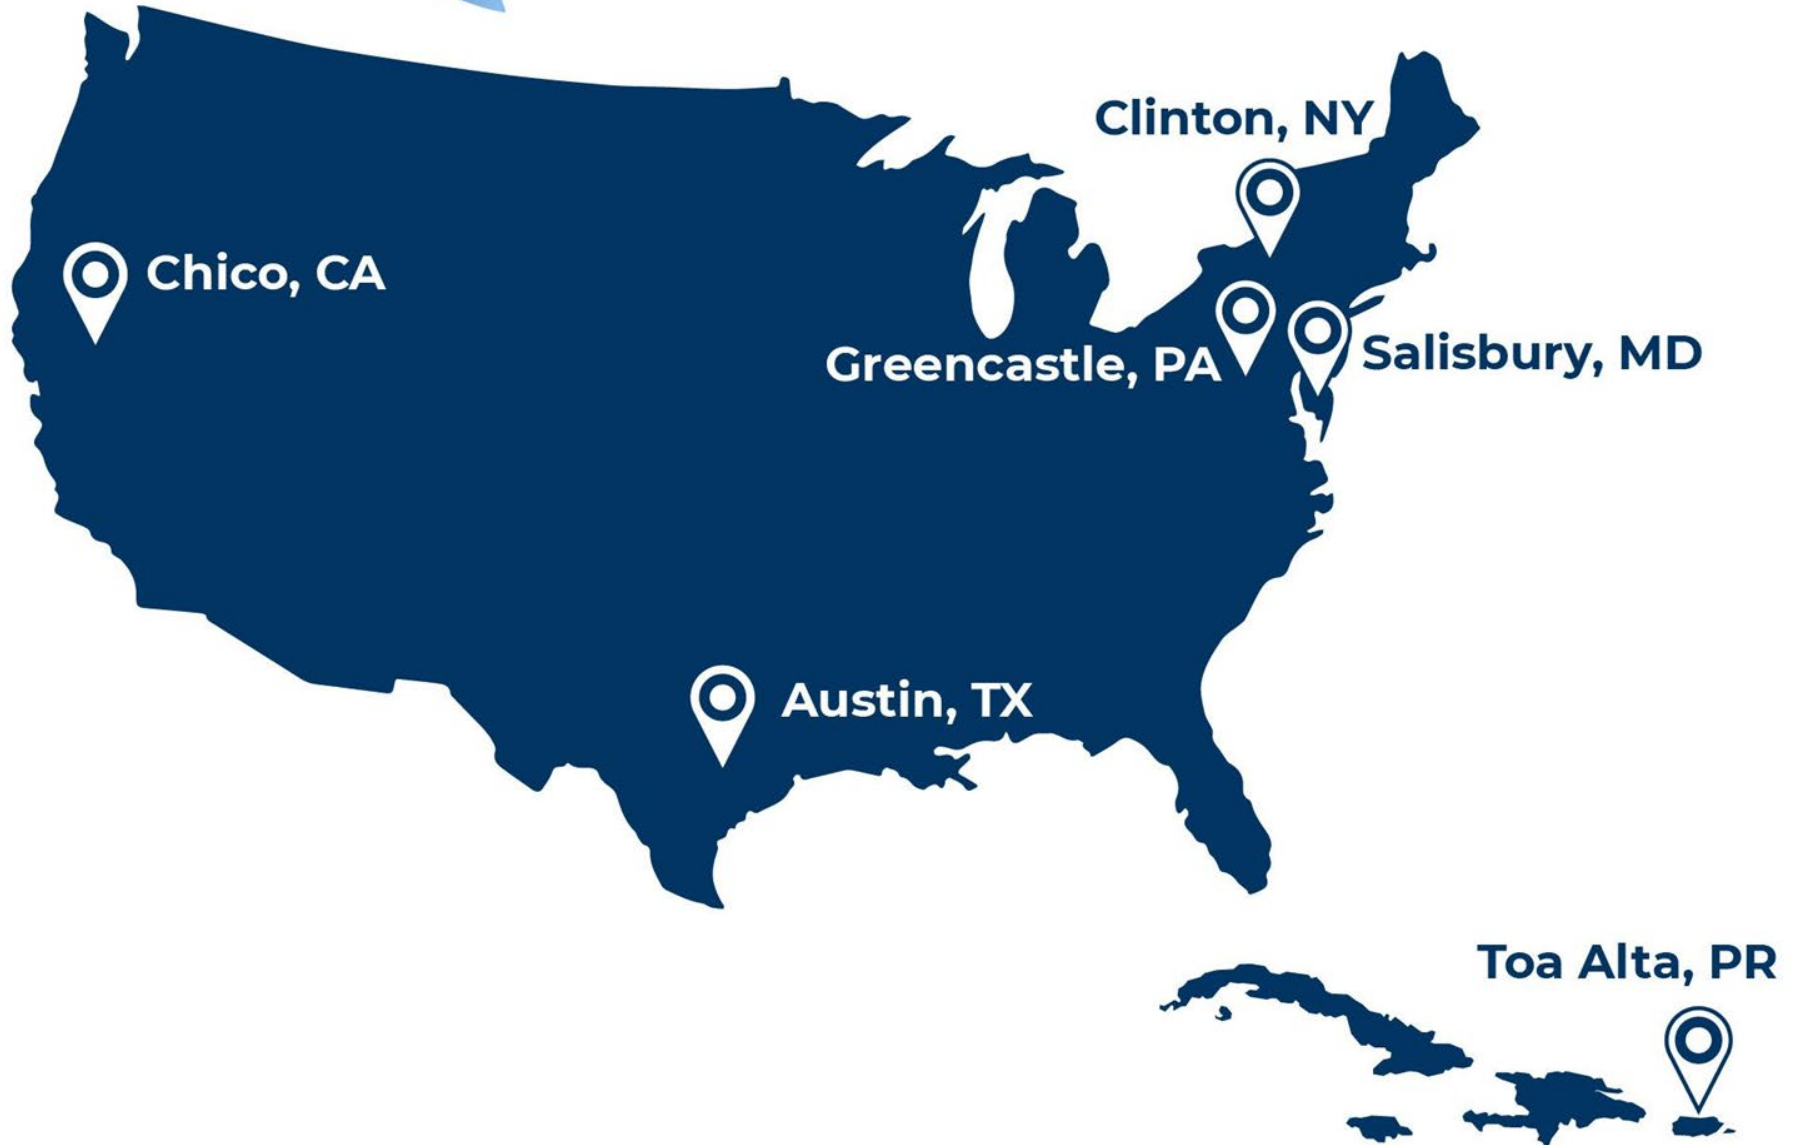 Clinton, NY
Chico, CA
Salisbury, MD
Greencastle, PA
Austin, TX
Toa Alta, PR